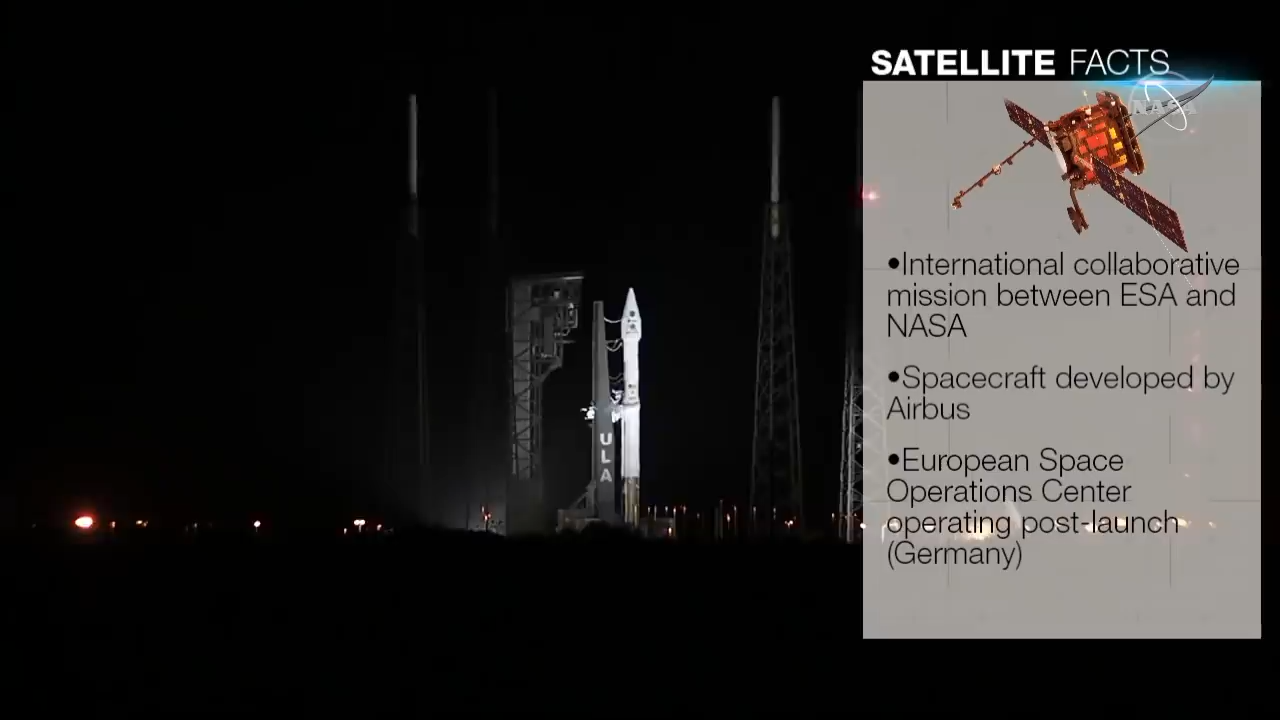 SATELLITE FACTS
NASA
•International collaborative
mission between ESA and
NASA
•Spacecraft developed by
Airbus
•European Space
Operations Center
operating post-launch
(Germany)
U
L
A